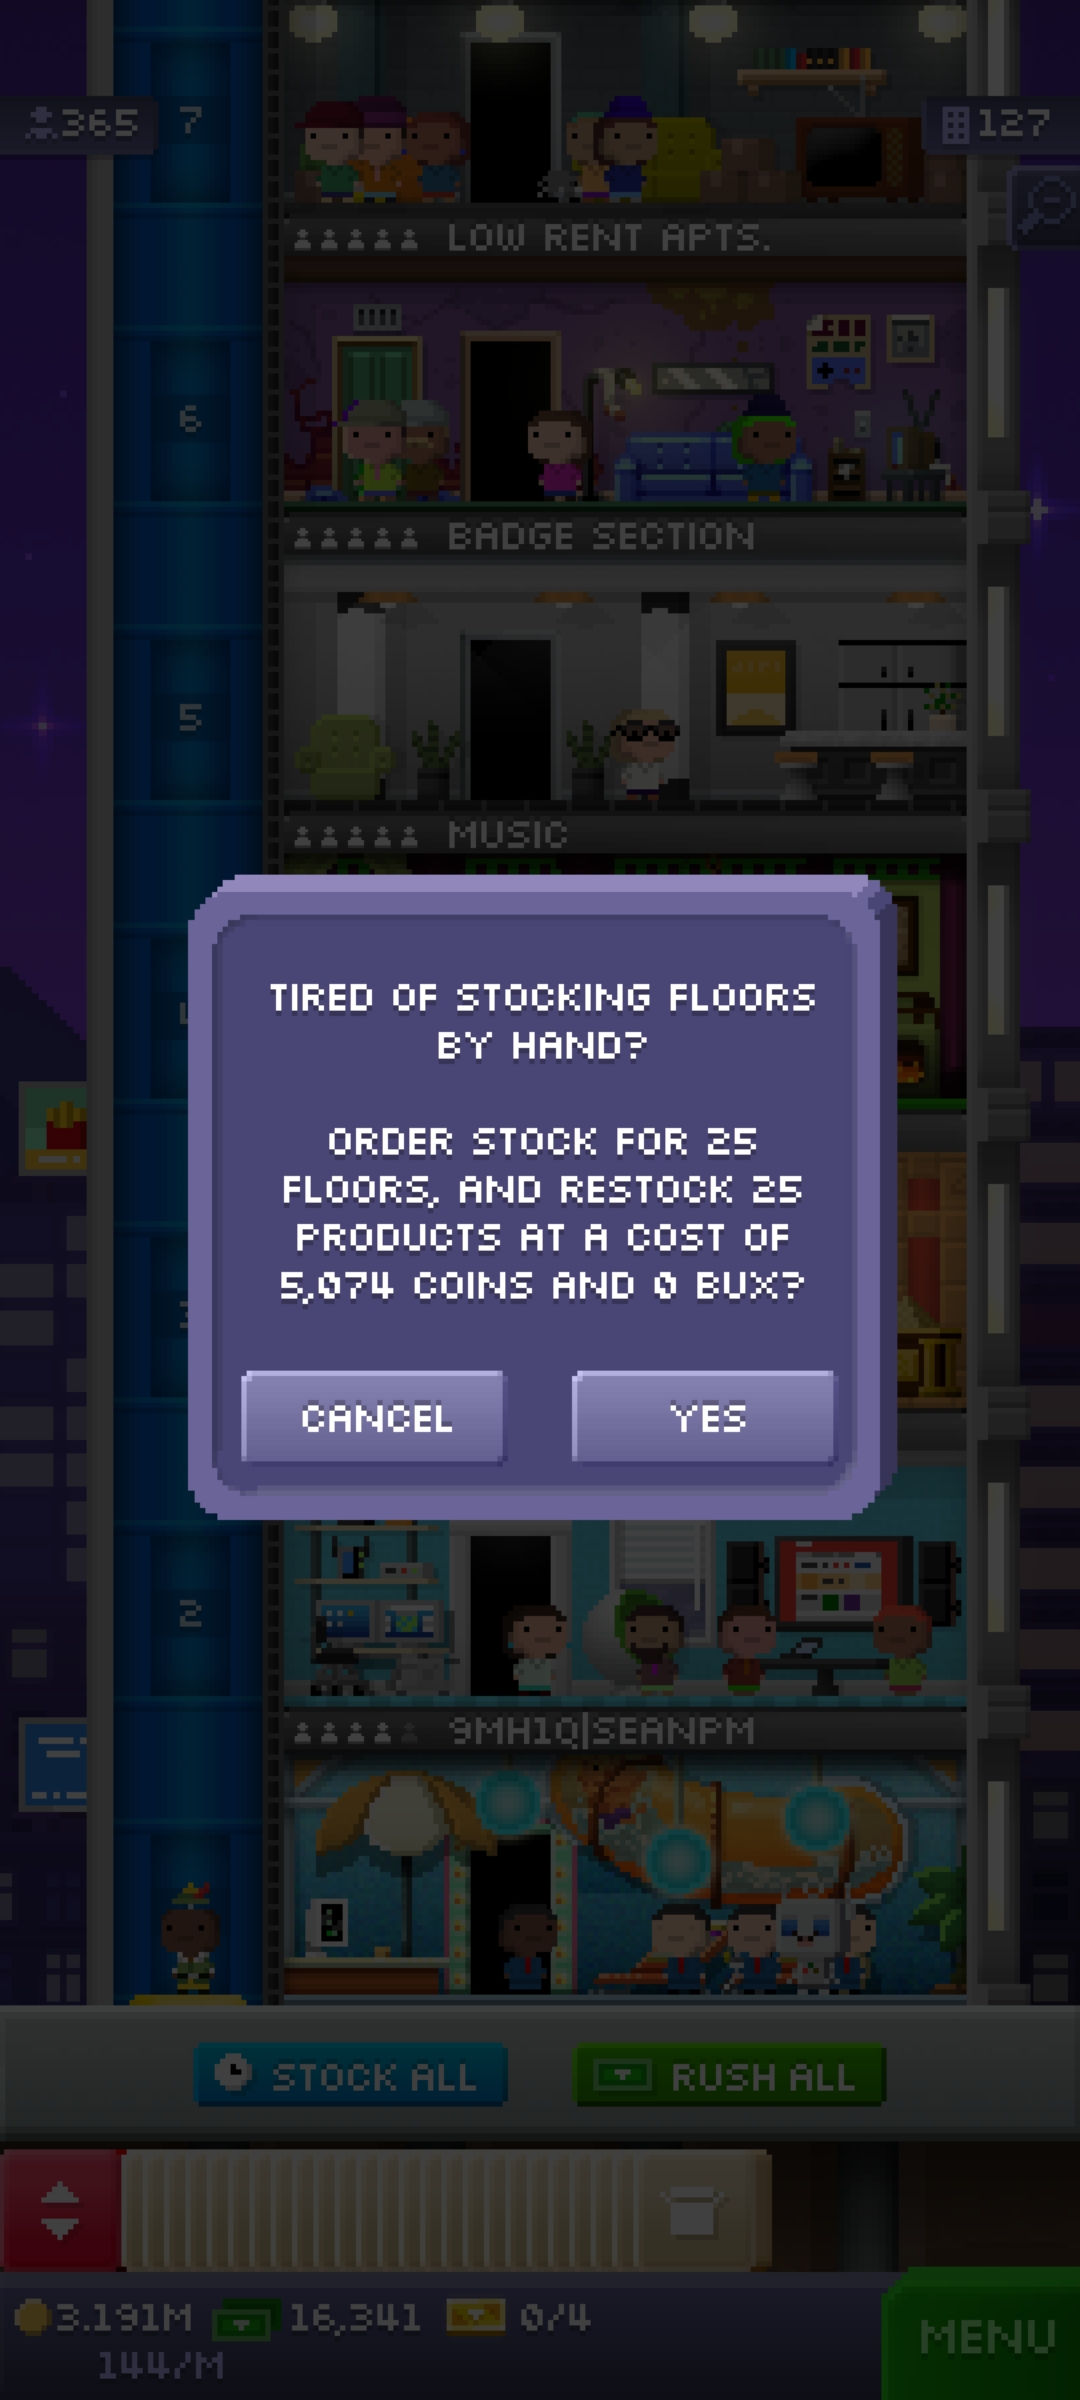 365
7
127
LOW RENT APTS.
6
BADGE SECTION
5
MUSIC
TIRED OF STOCKING FLOORS
BY HAND?
ORDER STOCK FOR 25
FLOORS, AND RESTOCK 25
PRODUCTS AT A COST OF
5,074 COINS AND 0 BUX?
CANCEL
YES
2
9MH1Q|SEANPM
STOCK ALL
RUSH ALL
3.191M
16,341
0/4
144/M
MENU